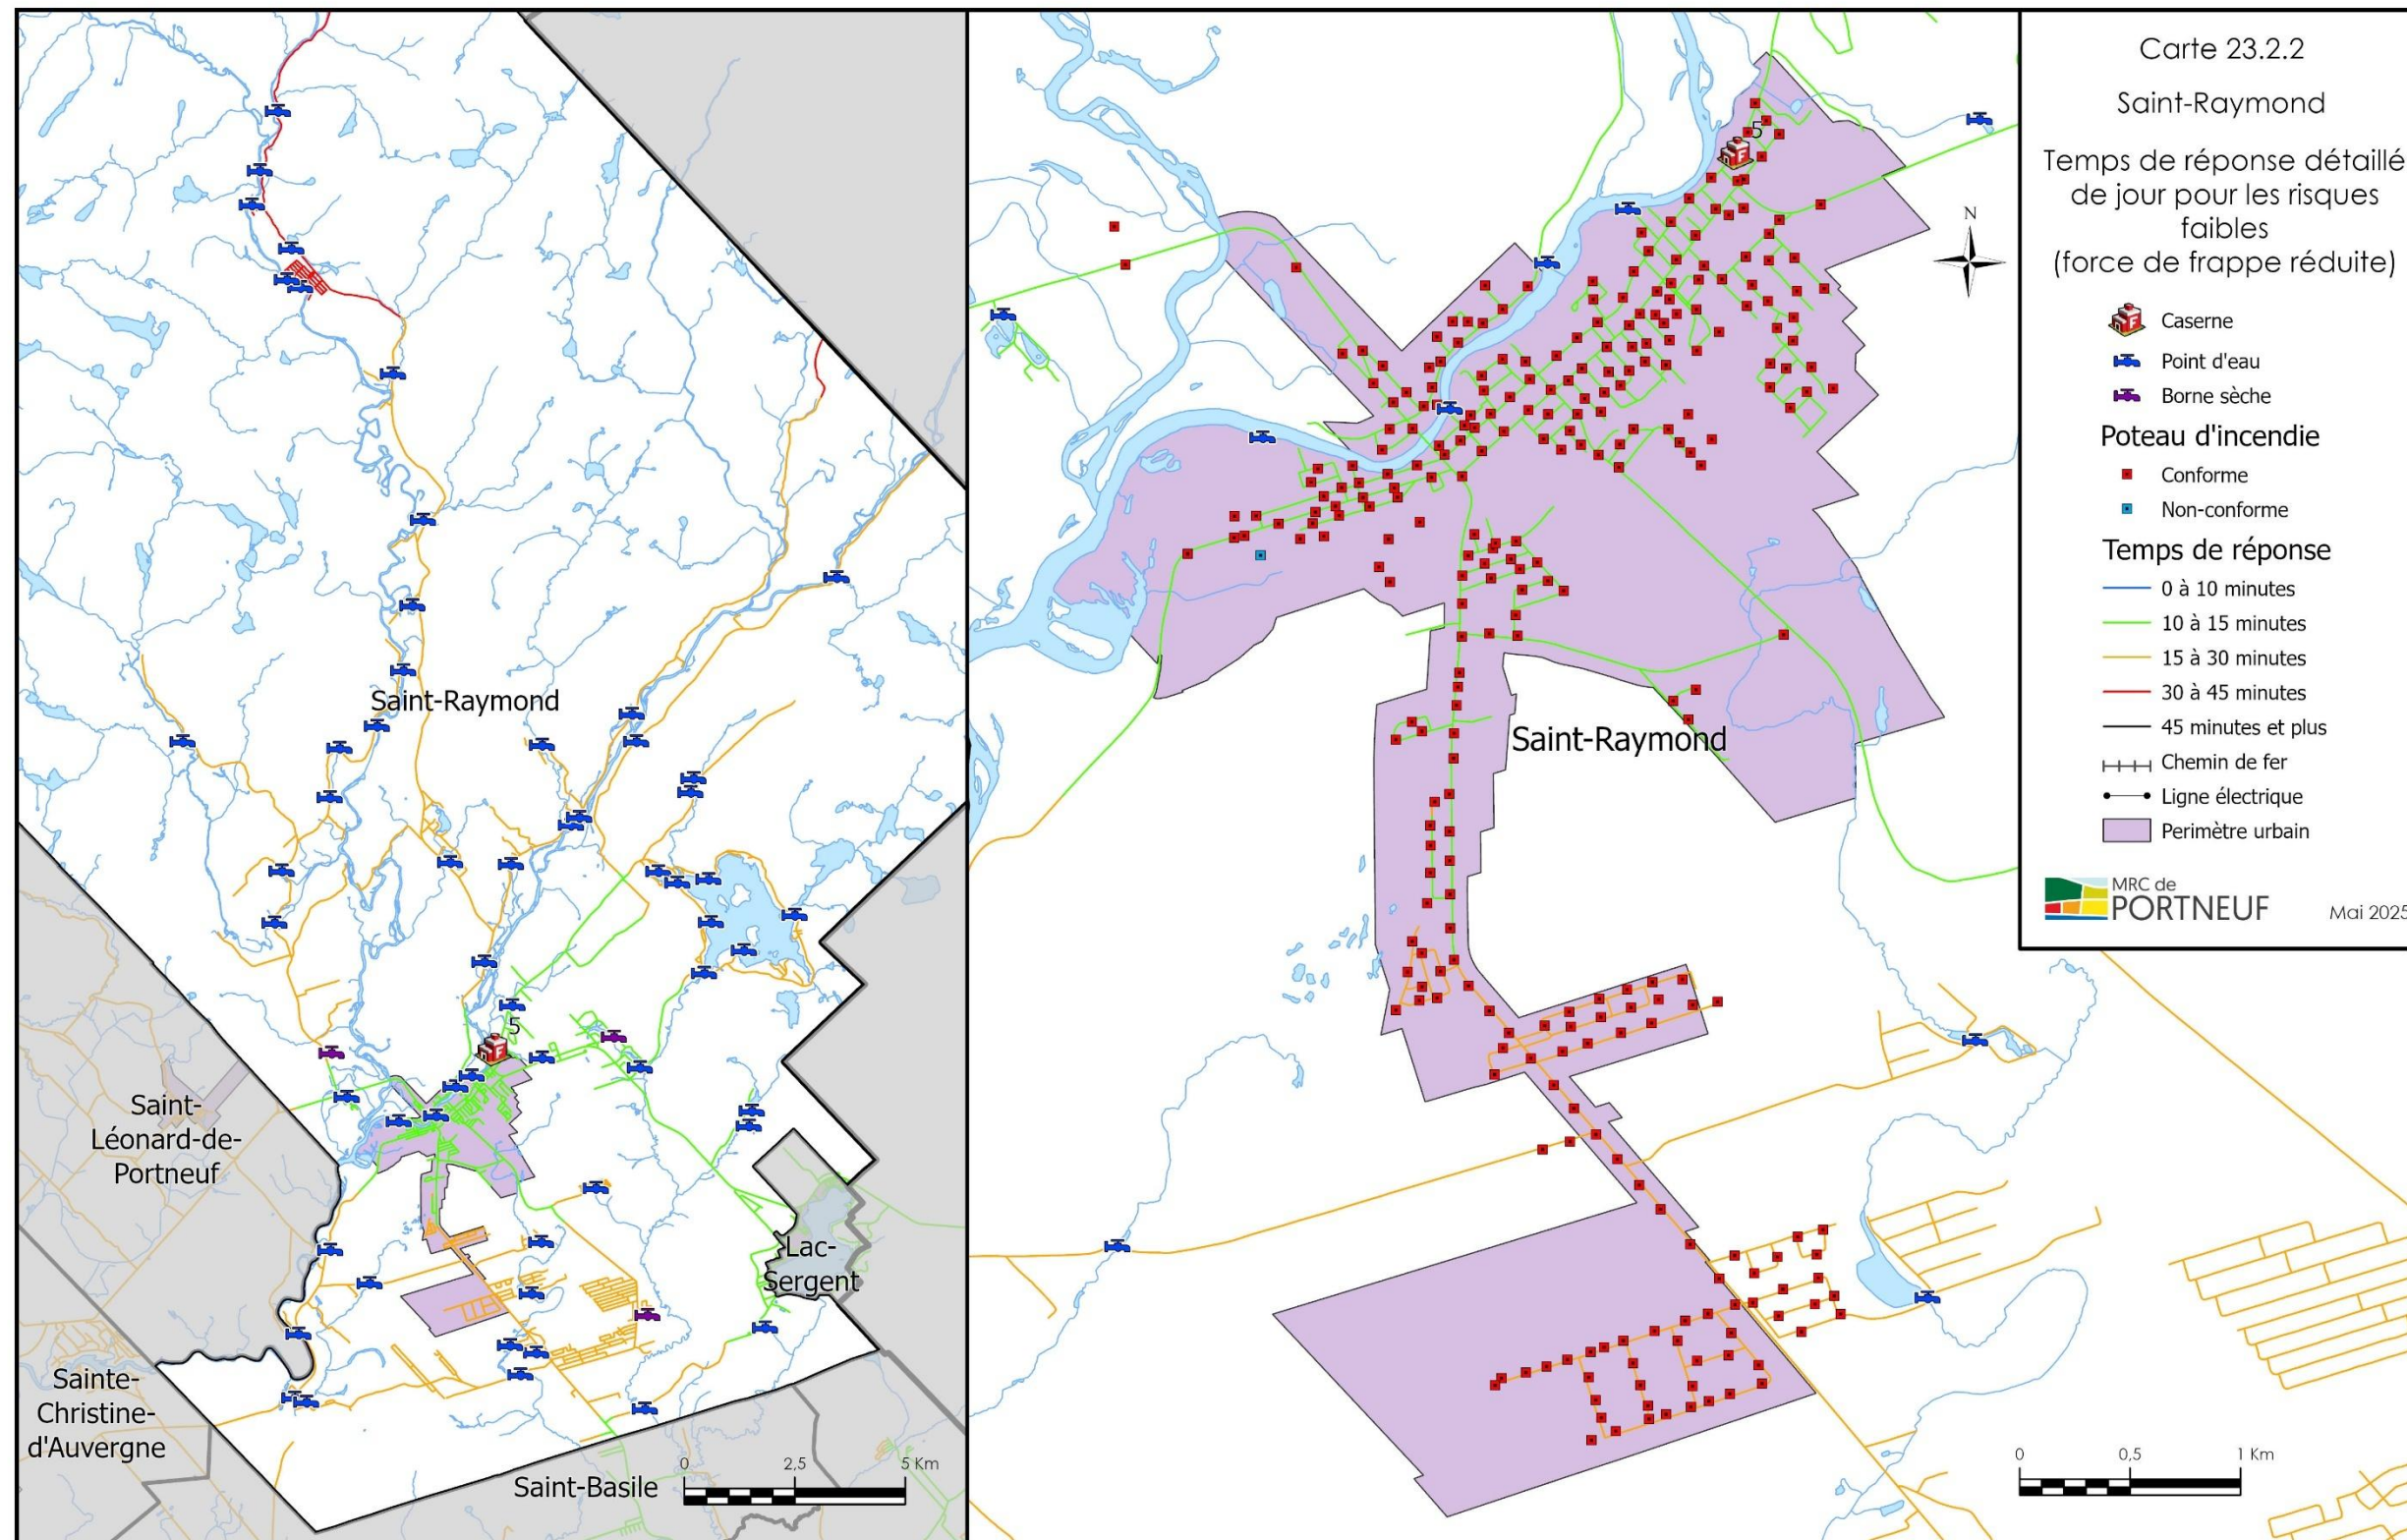 Saint-Raymond
5
Saint-
Léonard-de-
Portneuf
Lac-
Sergent
Sainte-
Christine-
d'Auvergne
Saint-Basile
0
2,5
5 Km
5
N
Saint-Raymond
0
0,5
1 Km
Carte 23.2.2
Saint-Raymond
Temps de réponse détaillé
de jour pour les risques
faibles
(force de frappe réduite)
Caserne
Point d'eau
Borne sèche
Poteau d'incendie
Conforme
Non-conforme
Temps de réponse
0 à 10 minutes
10 à 15 minutes
15 à 30 minutes
30 à 45 minutes
45 minutes et plus
Chemin de fer
Ligne électrique
Perimètre urbain
MRC de
PORTNEUF
Mai 2025